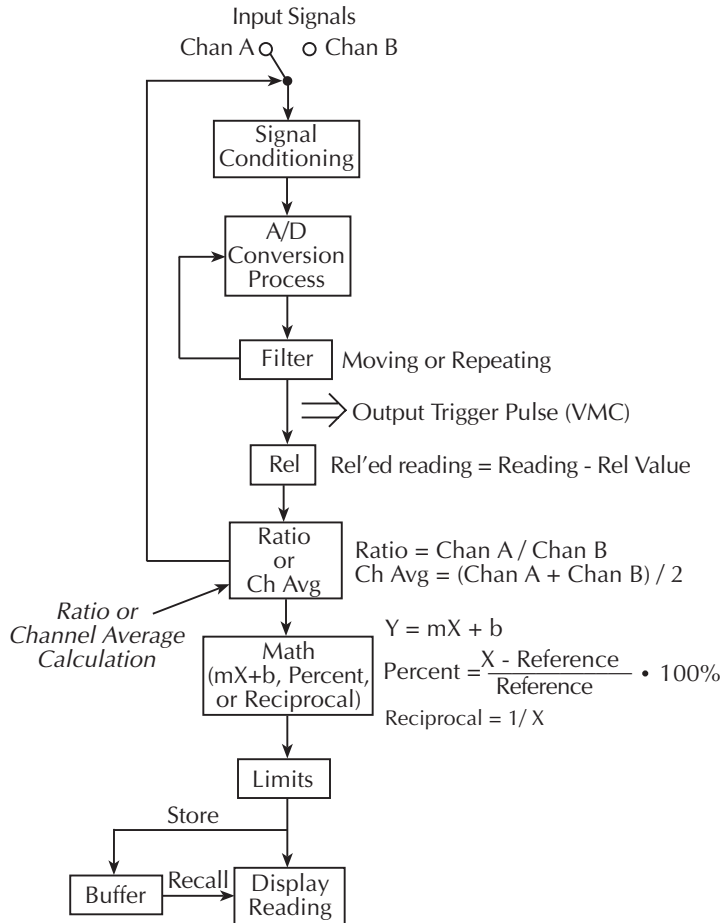 Input Signals
Chan A
Chan B
Signal
Conditioning
A/D
Conversion
Process
Filter
Moving or Repeating
Output Trigger Pulse (VMC)
Rel
Rel'ed reading = Reading - Rel Value
Ratio
or
Ch Avg
Ratio = Chan A / Chan B
Ch Avg = (Chan A + Chan B) / 2
Ratio or
Channel Average
Calculation
Math
(mX+b, Percent,
or Reciprocal)
Y = mX + b
Percent = X - Reference
Reference
• 100%
Reciprocal = 1/ X
Limits
Store
Buffer
Recall
Display
Reading